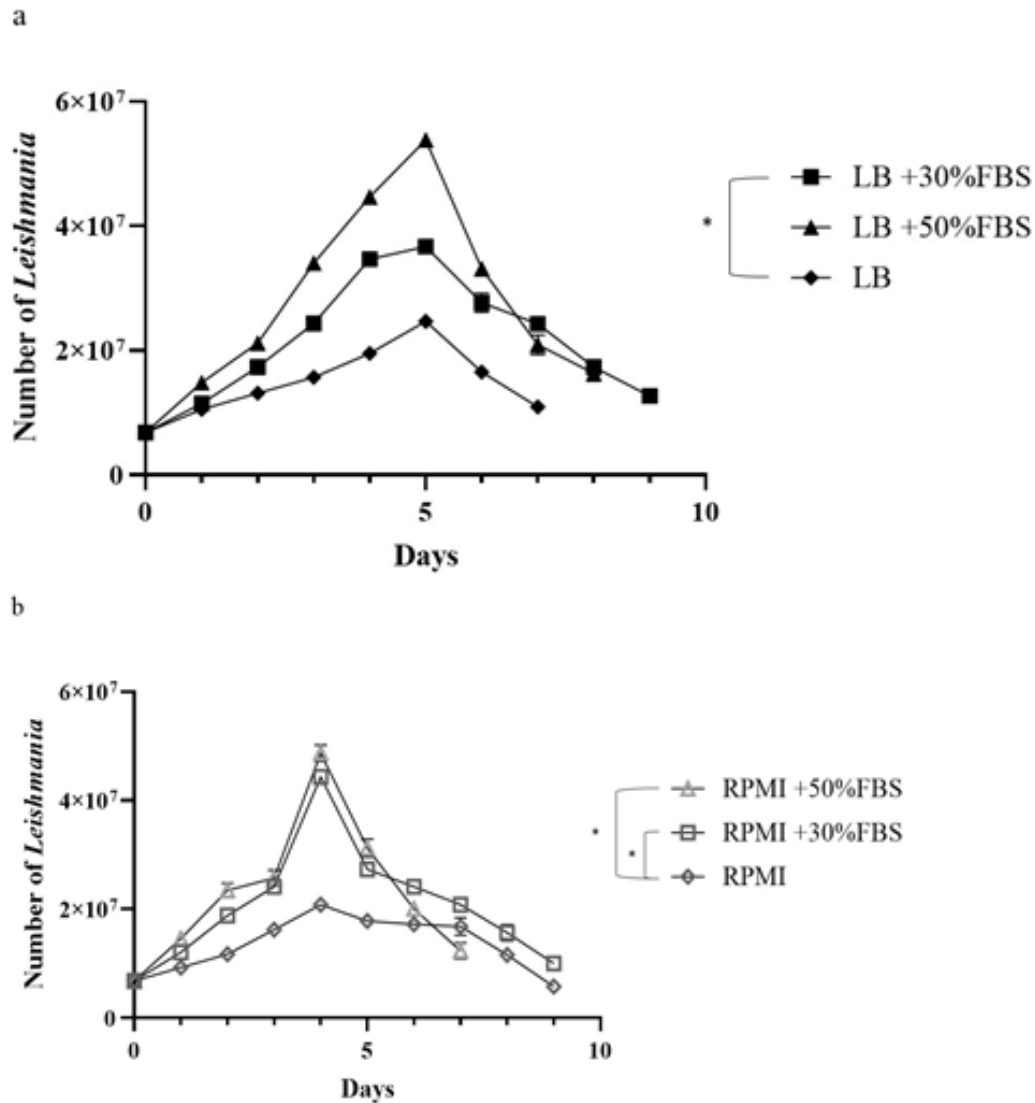 a
6×10⁷
4×10⁷
2×10⁷
0
Number of Leishmania
0
5
10
Days
*
LB +30%FBS
LB +50%FBS
LB
b
6×10⁷
4×10⁷
2×10⁷
0
Number of Leishmania
0
5
10
Days
*
*
RPMI +50%FBS
RPMI +30%FBS
RPMI